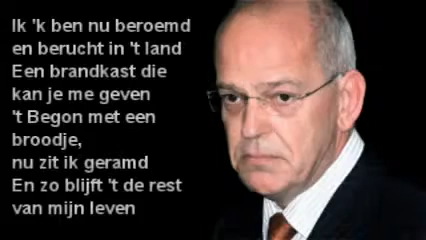 Ik 'k ben nu beroemd
en berucht in 't land
Een brandkast die
kan je me geven
't Begon met een
broodje,
nu zit ik geramd
En zo blijft 't de rest
van mijn leven